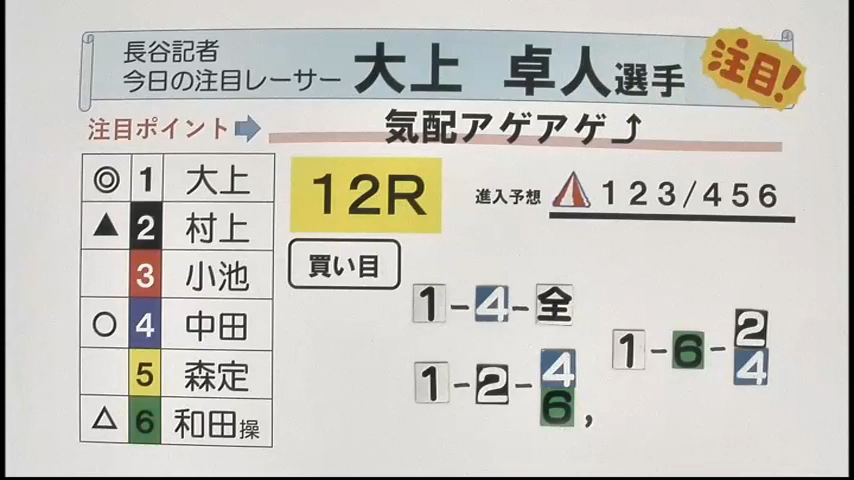 長谷記者
今日の注目レーサー 大上 卓人選手
注目!
注目ポイント 気配アゲアゲ⤴
12R
進入予想 123/456
◎ 1 大上
▲ 2 村上
3 小池
○ 4 中田
5 森定
△ 6 和田操
買い目
1-4-全
1-2-4
6,
1-6-2
4